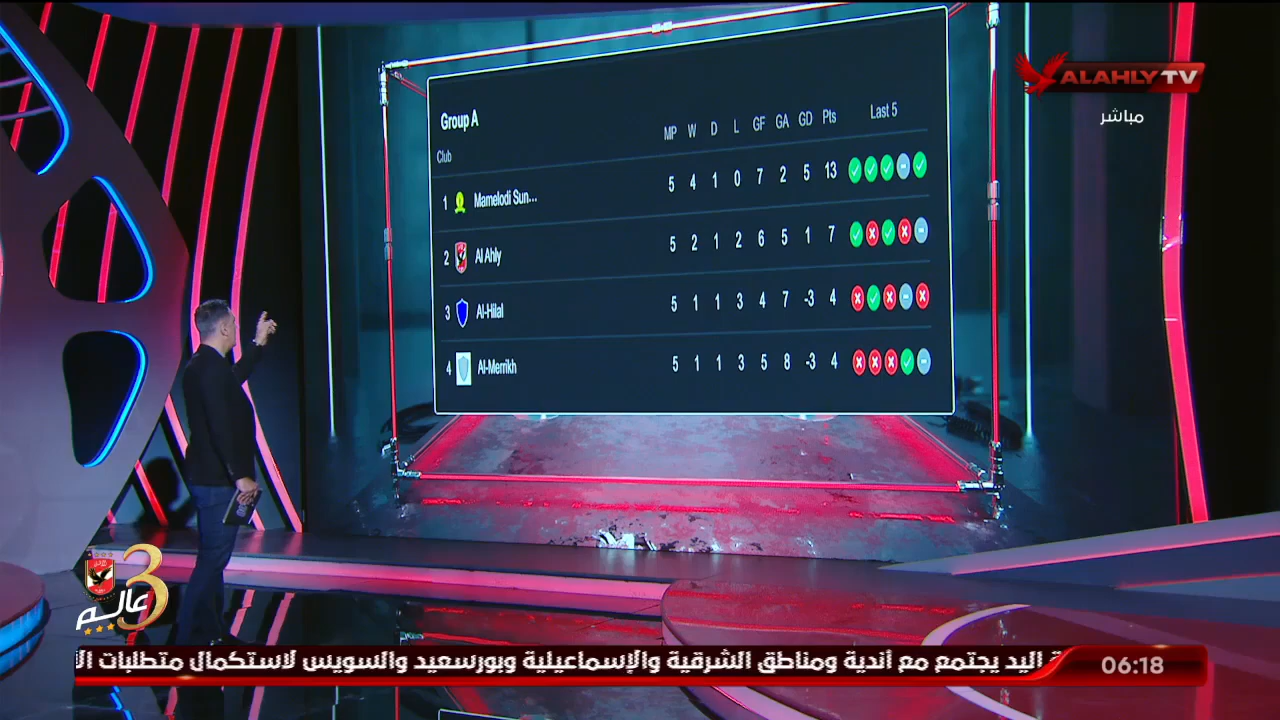 ALAHLY TV
مباشر
Group A
Club MP W D L GF GA GD Pts Last 5
1 Mamelodi Sun... 5 4 1 0 7 2 5 13
2 Al Ahly 5 2 1 2 6 5 1 7
3 Al-Hilal 5 1 1 3 4 7 -3 4
4 Al-Merrikh 5 1 1 3 5 8 -3 4
3 عالم
ة اليد يجتمع مع أندية ومناطق الشرقية والإسماعيلية وبورسعيد والسويس لاستكمال متطلبات الا
06:18